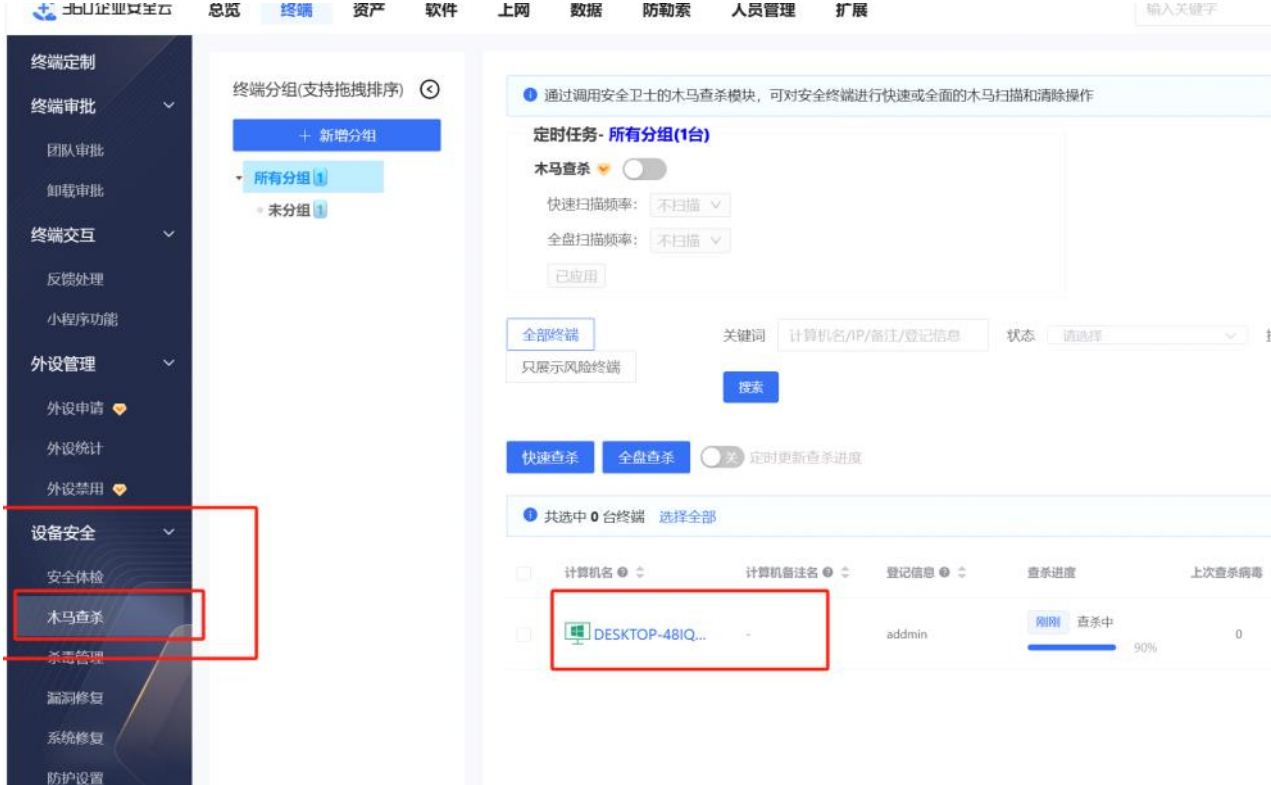 360企业安全云 总览 终端 资产 软件 上网 数据 防勒索 人员管理 扩展 输入关键字
终端定制
终端审批
团队审批
卸载审批
终端交互
反馈处理
小程序功能
外设管理
外设申请
外设统计
外设禁用
设备安全
安全体检
木马查杀
杀毒管理
漏洞修复
系统修复
防护设置
终端分组(支持拖拽排序)
+ 新增分组
所有分组 1
未分组 1
通过调用安全卫士的木马查杀模块，可对安全终端进行快速或全面的木马扫描和清除操作
定时任务- 所有分组(1台)
木马查杀
快速扫描频率： 不扫描
全盘扫描频率： 不扫描
已应用
全部终端 关键词 计算机名/IP/备注/登记信息 状态 请选择
只展示风险终端
搜索
快速查杀 全盘查杀 关 定时更新查杀进度
共选中 0 台终端 选择全部
计算机名 计算机备注名 登记信息 查杀进度 上次查杀病毒
DESKTOP-48IQ... - addmin 刚刚 查杀中 90% 0